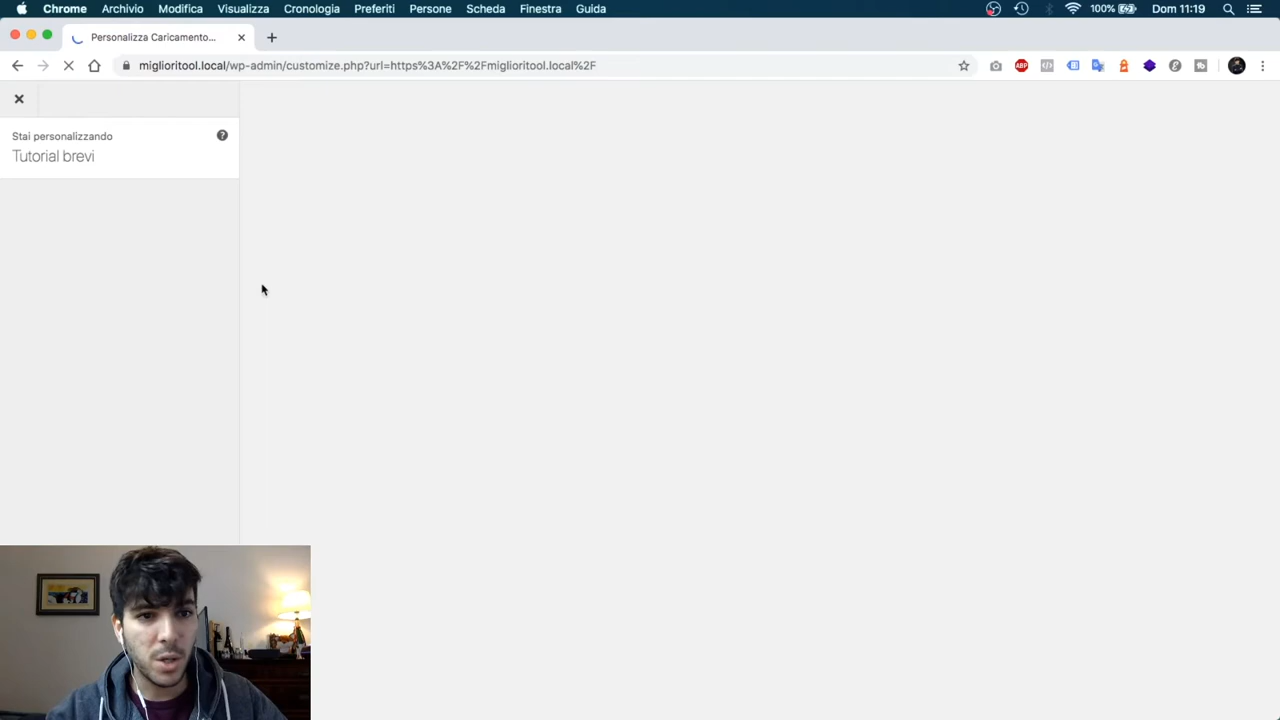 Chrome Archivio Modifica Visualizza Cronologia Preferiti Persone Scheda Finestra Guida 100% Dom 11:19
Personalizza Caricamento...
miglioritool.local/wp-admin/customize.php?url=https%3A%2F%2Fmiglioritool.local%2F
ABP
Stai personalizzando
Tutorial brevi